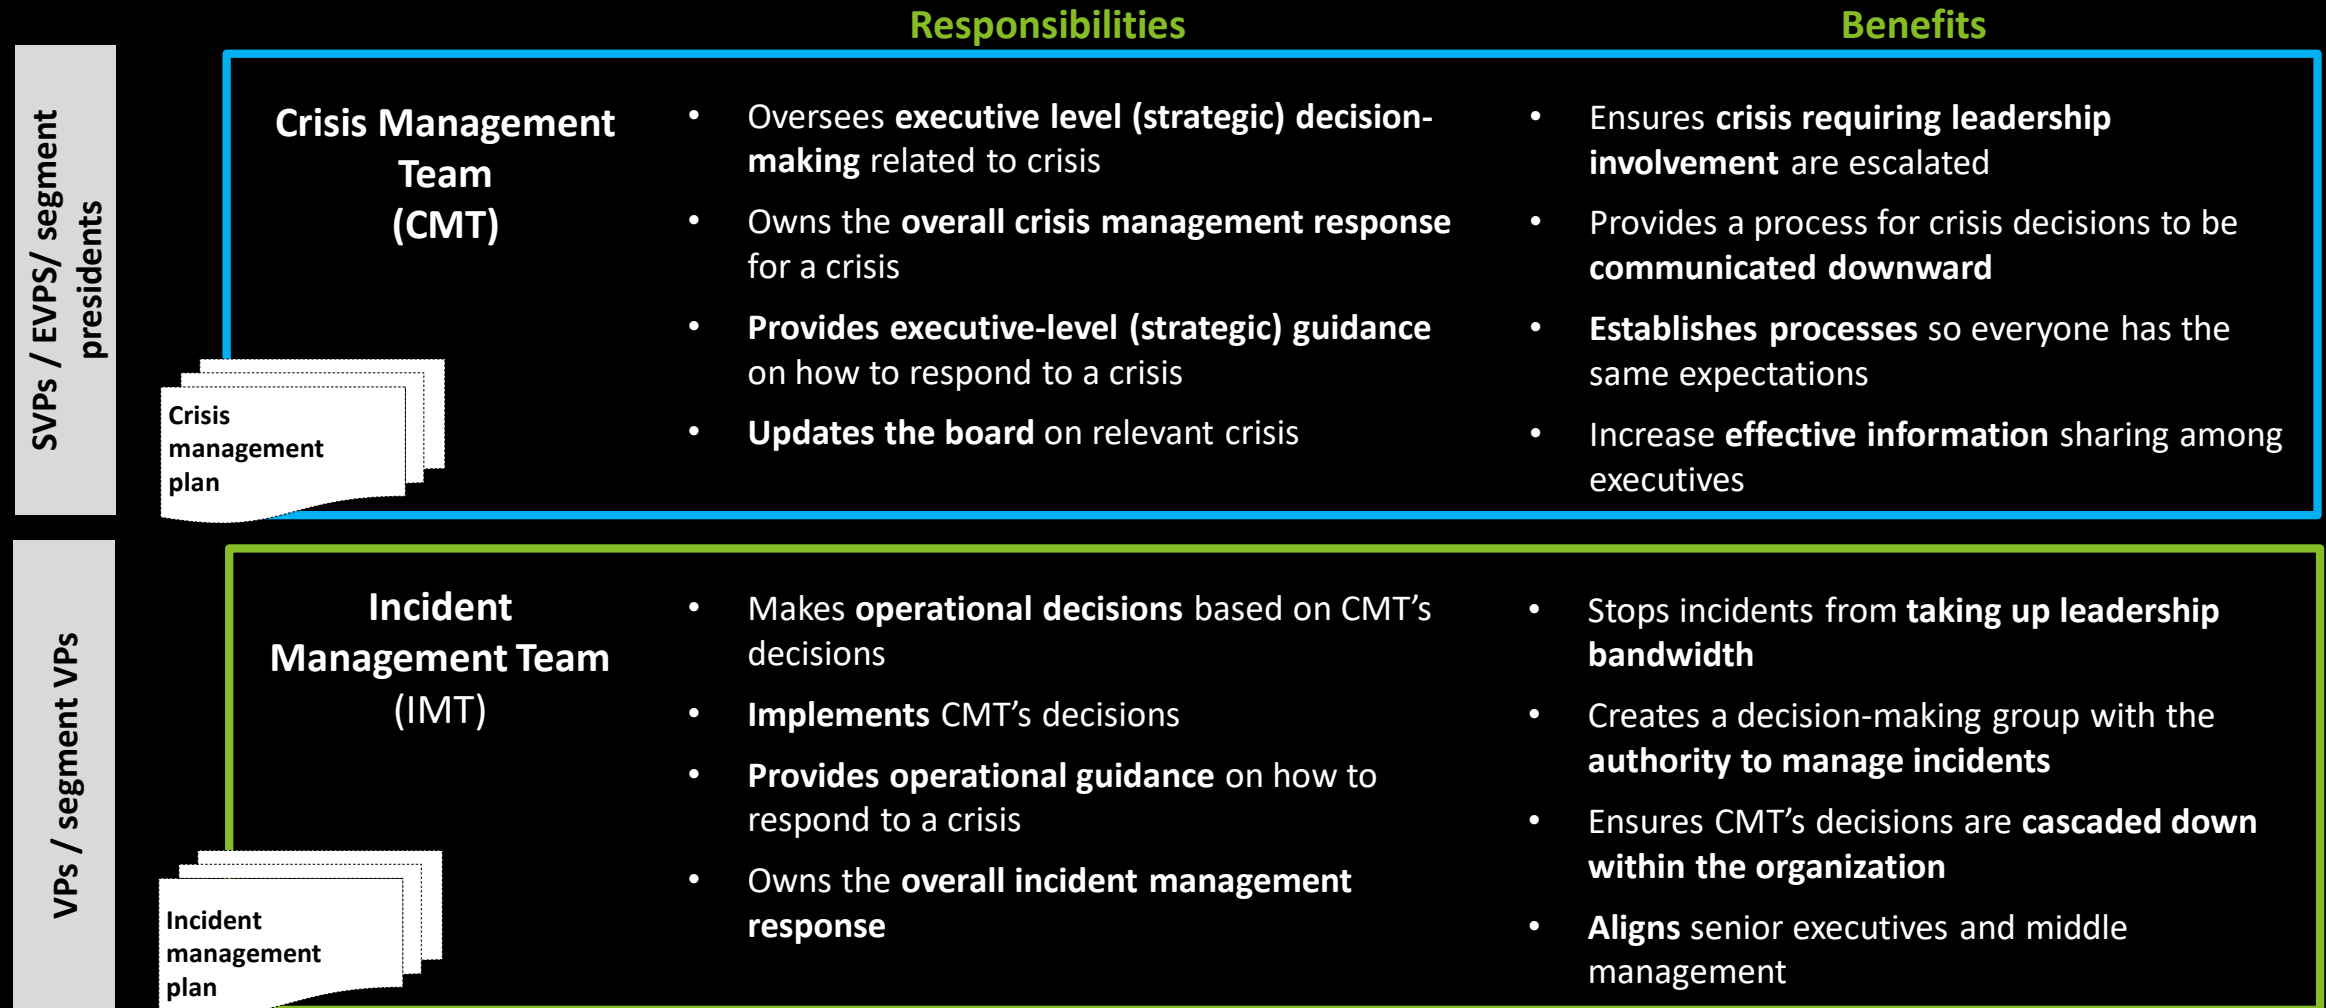 Responsibilities
Benefits
SVPs / EVPS/ segment
presidents
Crisis Management
Team
(CMT)
Crisis
management
plan
• Oversees executive level (strategic) decision-
making related to crisis
• Owns the overall crisis management response
for a crisis
• Provides executive-level (strategic) guidance
on how to respond to a crisis
• Updates the board on relevant crisis
• Ensures crisis requiring leadership
involvement are escalated
• Provides a process for crisis decisions to be
communicated downward
• Establishes processes so everyone has the
same expectations
• Increase effective information sharing among
executives
VPs / segment VPs
Incident
Management Team
(IMT)
Incident
management
plan
• Makes operational decisions based on CMT’s
decisions
• Implements CMT’s decisions
• Provides operational guidance on how to
respond to a crisis
• Owns the overall incident management
response
• Stops incidents from taking up leadership
bandwidth
• Creates a decision-making group with the
authority to manage incidents
• Ensures CMT’s decisions are cascaded down
within the organization
• Aligns senior executives and middle
management